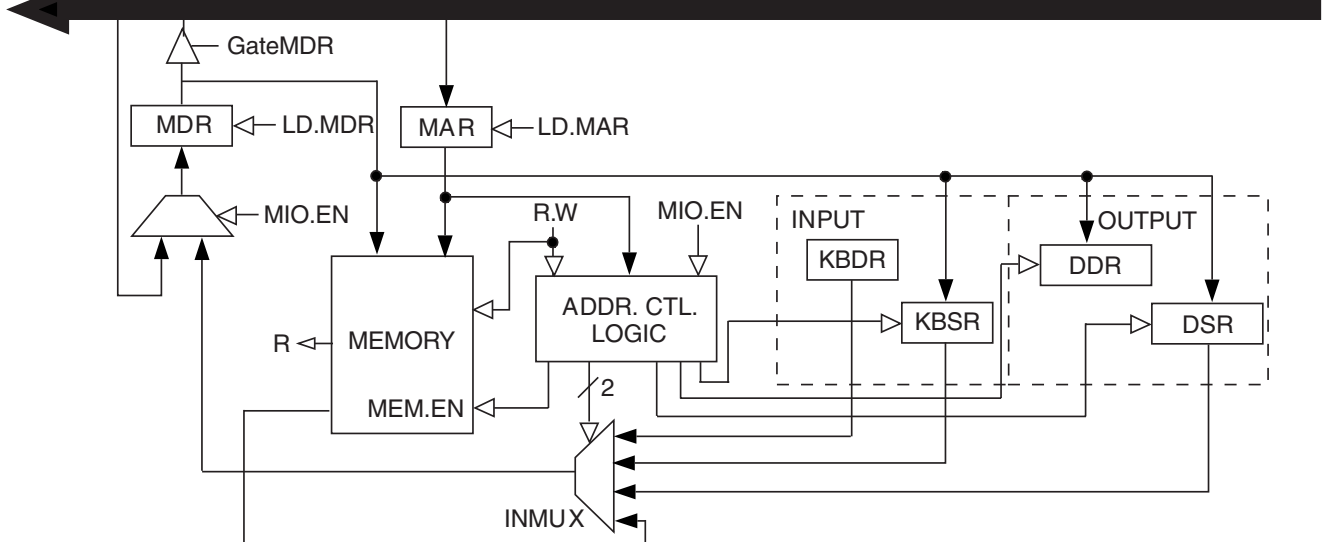 GateMDR
MDR
LD.MDR
MAR
LD.MAR
MIO.EN
R.W
MIO.EN
INPUT
OUTPUT
KBDR
DDR
ADDR. CTL.
LOGIC
KBSR
DSR
R
MEMORY
2
MEM.EN
INMUX